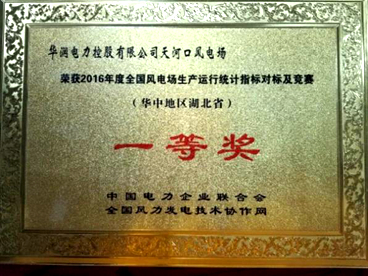 华润电力控股有限公司天河口风电场
荣获2016年度全国风电场生产运行统计指标对标及竞赛
（华中地区湖北省）
一等奖
中国电力企业联合会
全国风力发电技术协作网